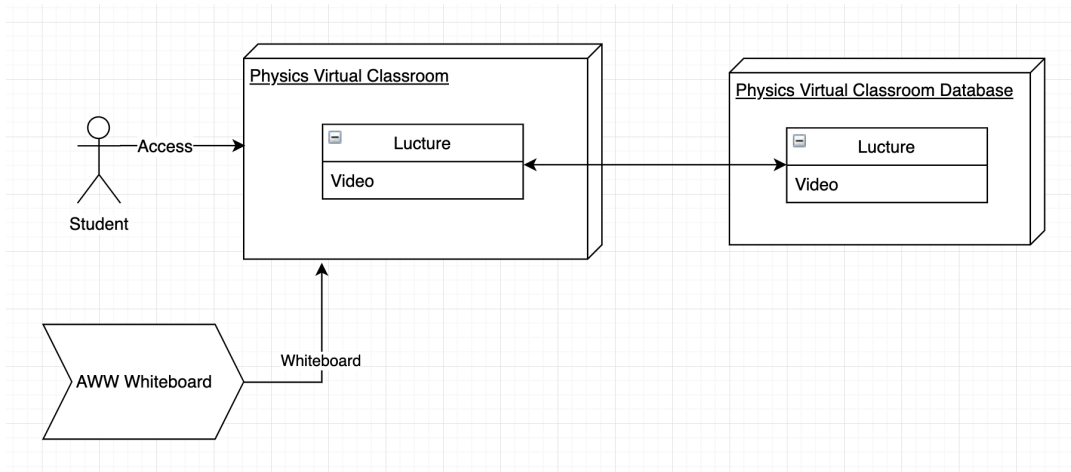 Physics Virtual Classroom
Physics Virtual Classroom Database
Access
Lucture
Video
Lucture
Video
Student
Whiteboard
AWW Whiteboard